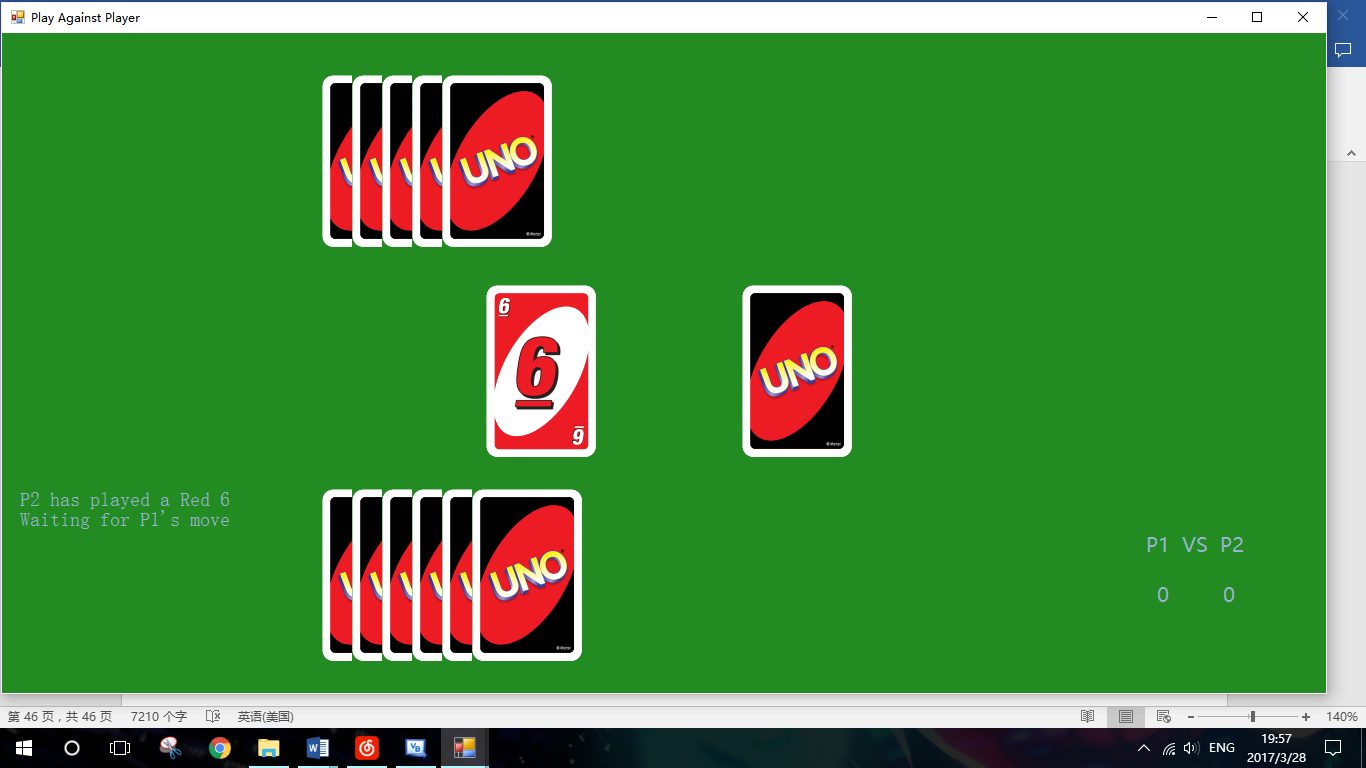 Play Against Player
UNO
6
6
6
UNO
©Mattel
P2 has played a Red 6
Waiting for P1's move
UNO
P1 VS P2
0 0
第 46 页，共 46 页 7210 个字 英语(美国) 140%
ENG
19:57
2017/3/28